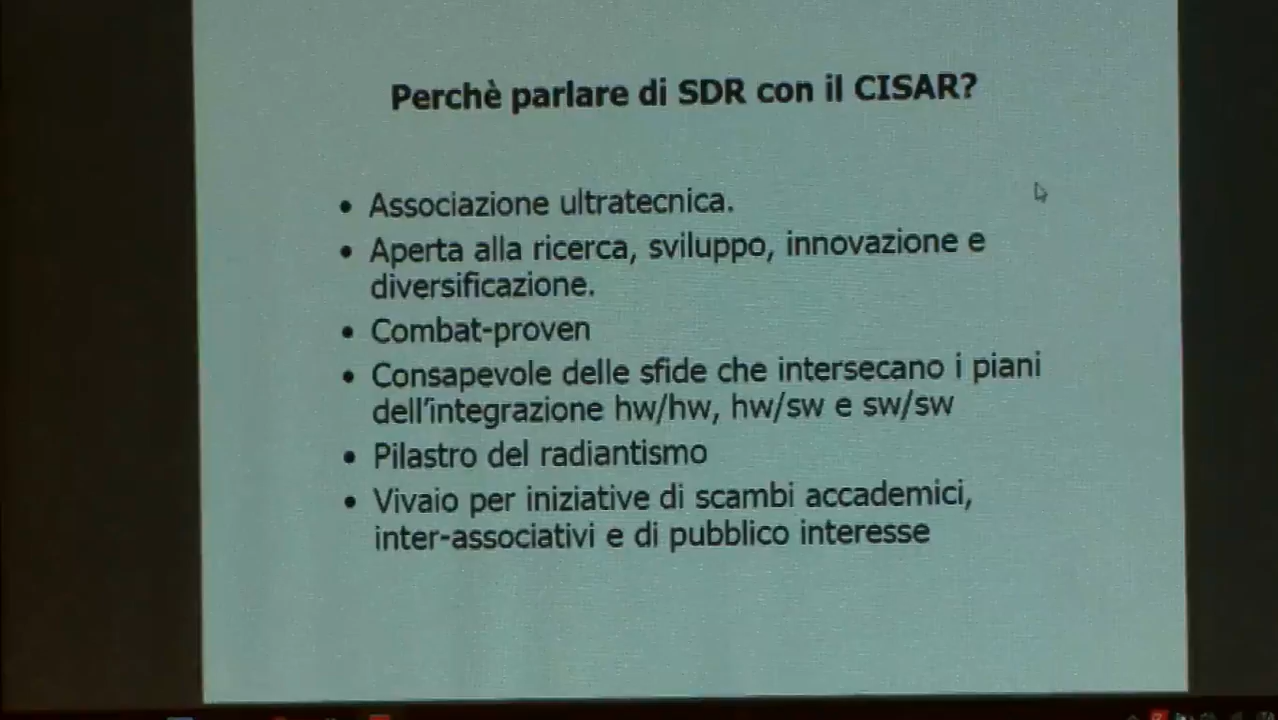 Perchè parlare di SDR con il CISAR?
• Associazione ultratecnica.
• Aperta alla ricerca, sviluppo, innovazione e
diversificazione.
• Combat-proven
• Consapevole delle sfide che intersecano i piani
dell'integrazione hw/hw, hw/sw e sw/sw
• Pilastro del radiantismo
• Vivaio per iniziative di scambi accademici,
inter-associativi e di pubblico interesse